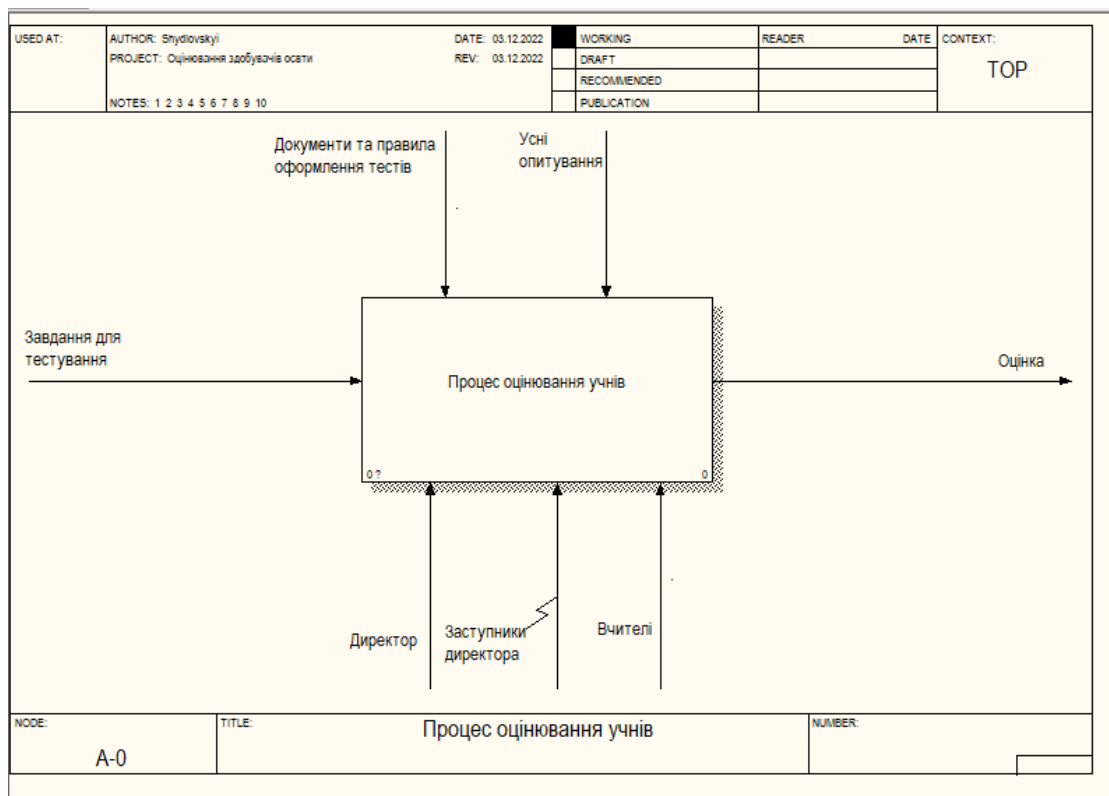 USED AT:
AUTHOR: Shydlovskyi
DATE: 03.12.2022
WORKING
READER
DATE
CONTEXT:
PROJECT: Оцінювання здобувачів освти
REV: 03.12.2022
DRAFT
TOP
RECOMMENDED
NOTES: 1 2 3 4 5 6 7 8 9 10
PUBLICATION
Документи та правила
оформлення тестів
Усні
опитування
Завдання для
тестування
Процес оцінювання учнів
Оцінка
0 ?
0
Директор
Заступники
директора
Вчителі
NODE:
TITLE:
NUMBER:
Процес оцінювання учнів
A-0